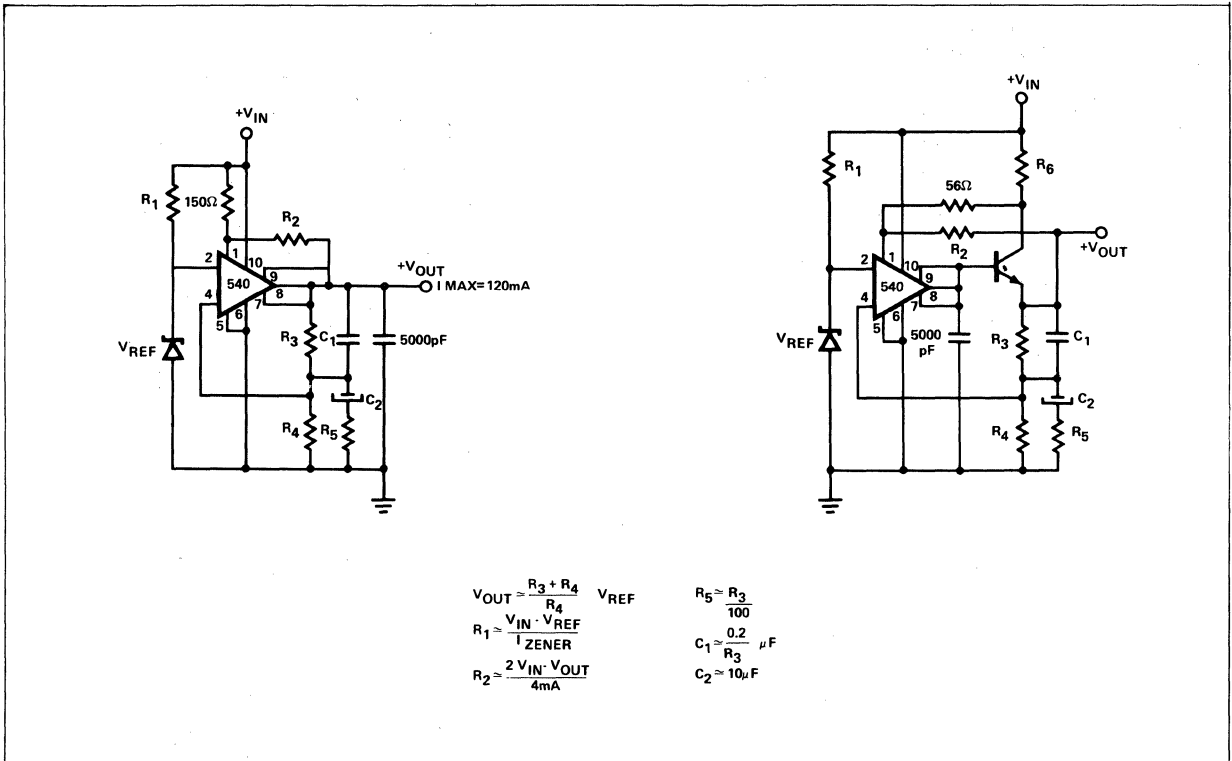 +VIN
R1
150Ω
R2
2
1
10
9
540
8
4
7
6
5
+VOUT
I MAX = 120mA
R3
C1
5000pF
VREF
C2
R4
R5
+VIN
R1
R6
56Ω
R2
+VOUT
2
1
10
9
540
8
4
7
6
5
5000
pF
VREF
R3
C1
C2
R4
R5
VOUT ≃ R3 + R4 / R4 VREF
R1 ≃ VIN - VREF / I ZENER
R2 ≃ 2 VIN - VOUT / 4mA
R5 ≃ R3 / 100
C1 ≃ 0.2 / R3 μF
C2 ≃ 10μF